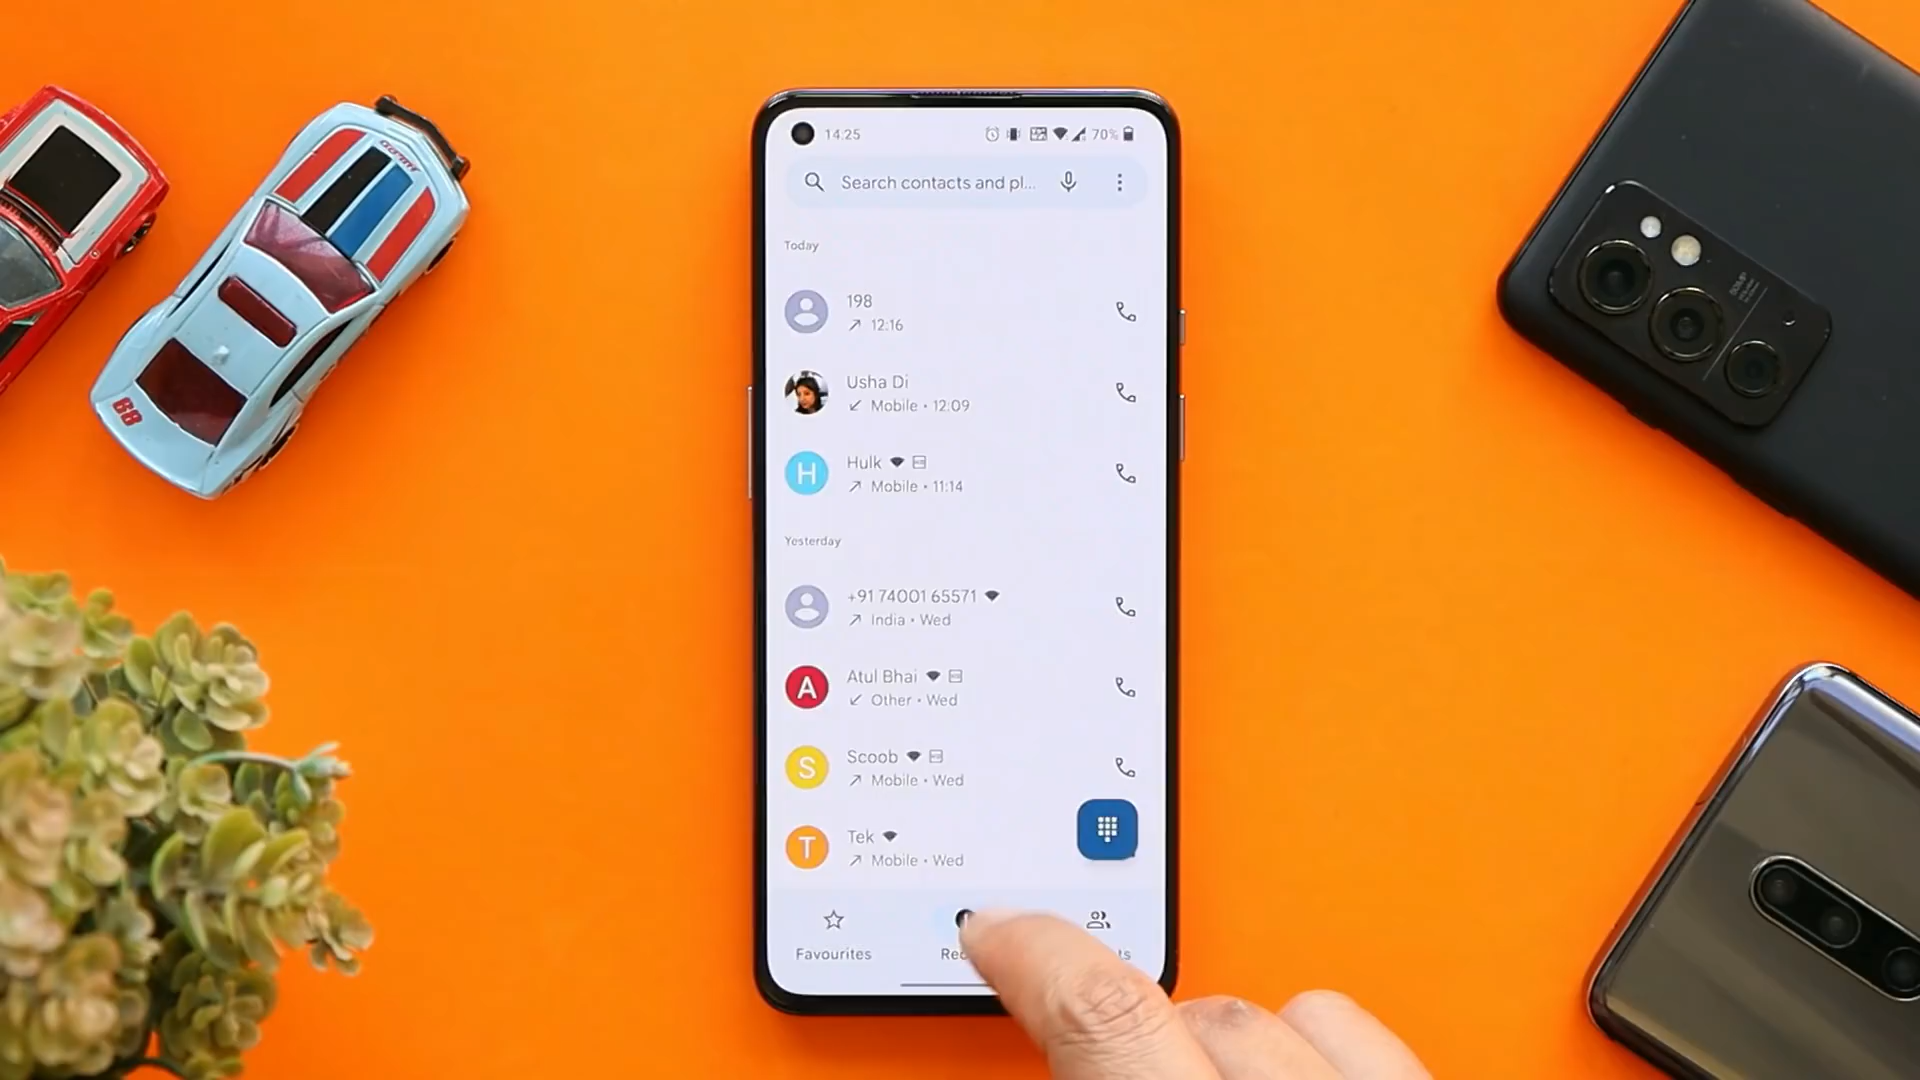 14:25
70%
Search contacts and pl...
Today
198
12:16
Usha Di
Mobile • 12:09
Hulk
Mobile • 11:14
Yesterday
+91 74001 65571
India • Wed
Atul Bhai
Other • Wed
Scoob
Mobile • Wed
Tek
Mobile • Wed
Favourites
H
A
S
T
68